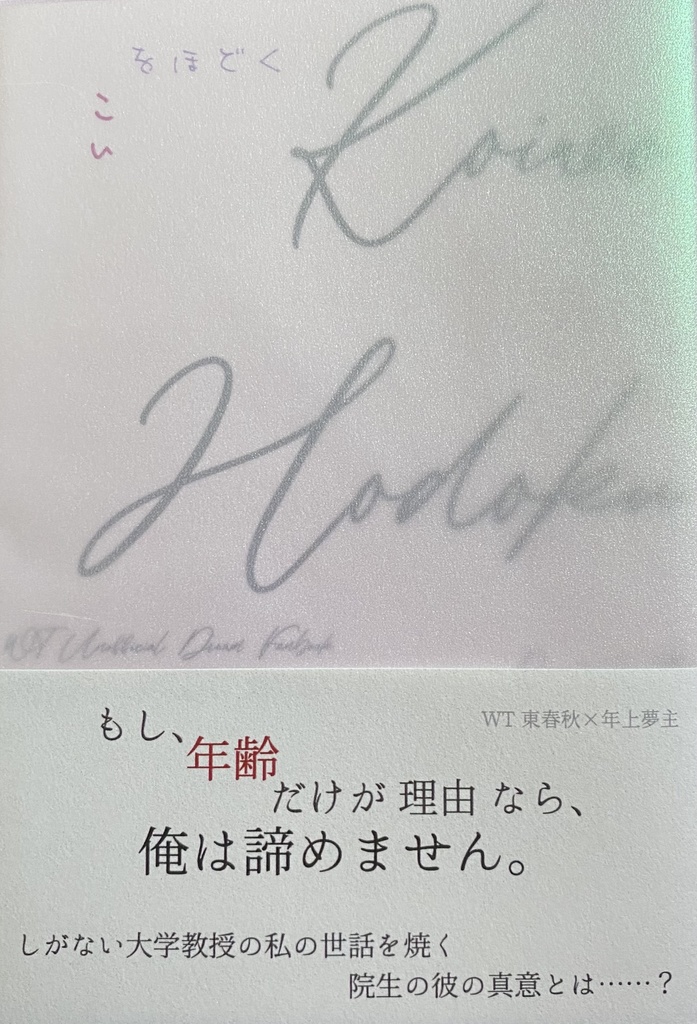 をほどく
こい
Koiwo
Hodoku
WT Unofficial Dream Fanbook
WT 東春秋×年上夢主
もし、
年齢
だけが 理由 なら、
俺は諦めません。
しがない大学教授の私の世話を焼く
院生の彼の真意とは……？